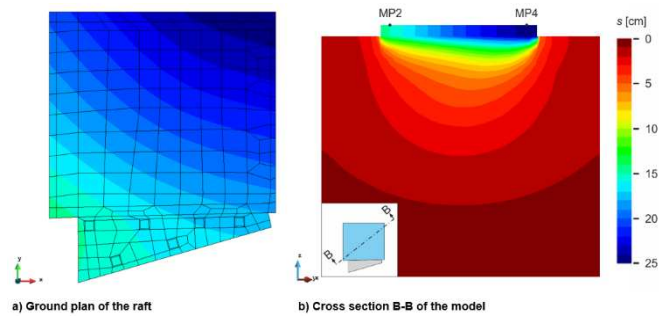 MP2
MP4
s [cm]
0
5
10
15
20
25
B
B
y
x
z
a) Ground plan of the raft
b) Cross section B-B of the model